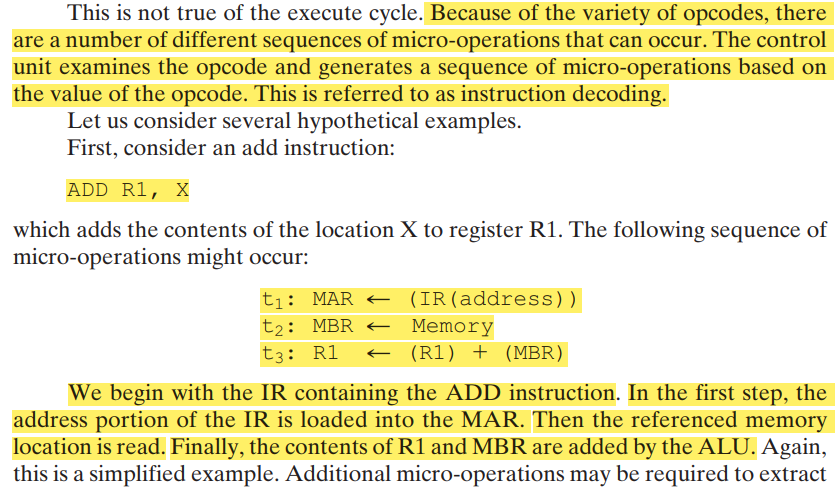 This is not true of the execute cycle. Because of the variety of opcodes, there
are a number of different sequences of micro-operations that can occur. The control
unit examines the opcode and generates a sequence of micro-operations based on
the value of the opcode. This is referred to as instruction decoding.
Let us consider several hypothetical examples.
First, consider an add instruction:
ADD R1, X
which adds the contents of the location X to register R1. The following sequence of
micro-operations might occur:
t₁: MAR ← (IR(address))
t₂: MBR ← Memory
t₃: R1 ← (R1) + (MBR)
We begin with the IR containing the ADD instruction. In the first step, the
address portion of the IR is loaded into the MAR. Then the referenced memory
location is read. Finally, the contents of R1 and MBR are added by the ALU. Again,
this is a simplified example. Additional micro-operations may be required to extract